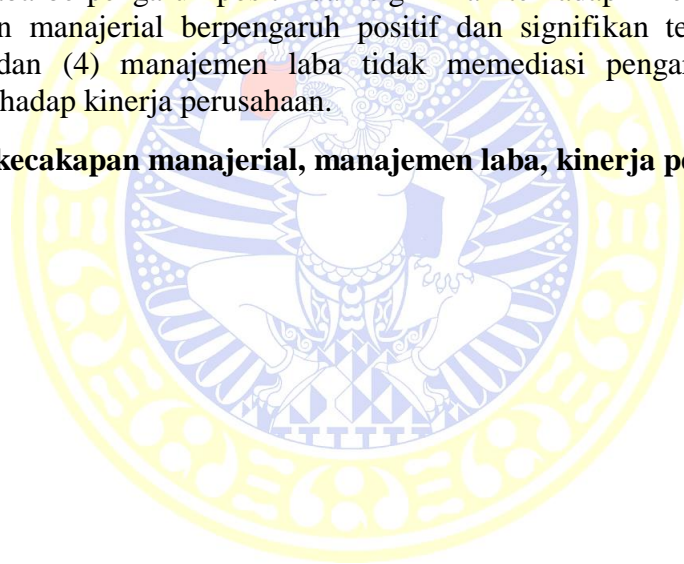 berpengaruh
n manajerial berpengaruh positif dan signifikan te
dan (4) manajemen laba tidak memediasi pengar
hadap kinerja perusahaan.
kecakapan manajerial, manajemen laba, kinerja pe